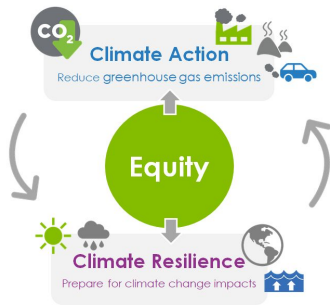 CO2
Climate Action
Reduce greenhouse gas emissions
Equity
Climate Resilience
Prepare for climate change impacts